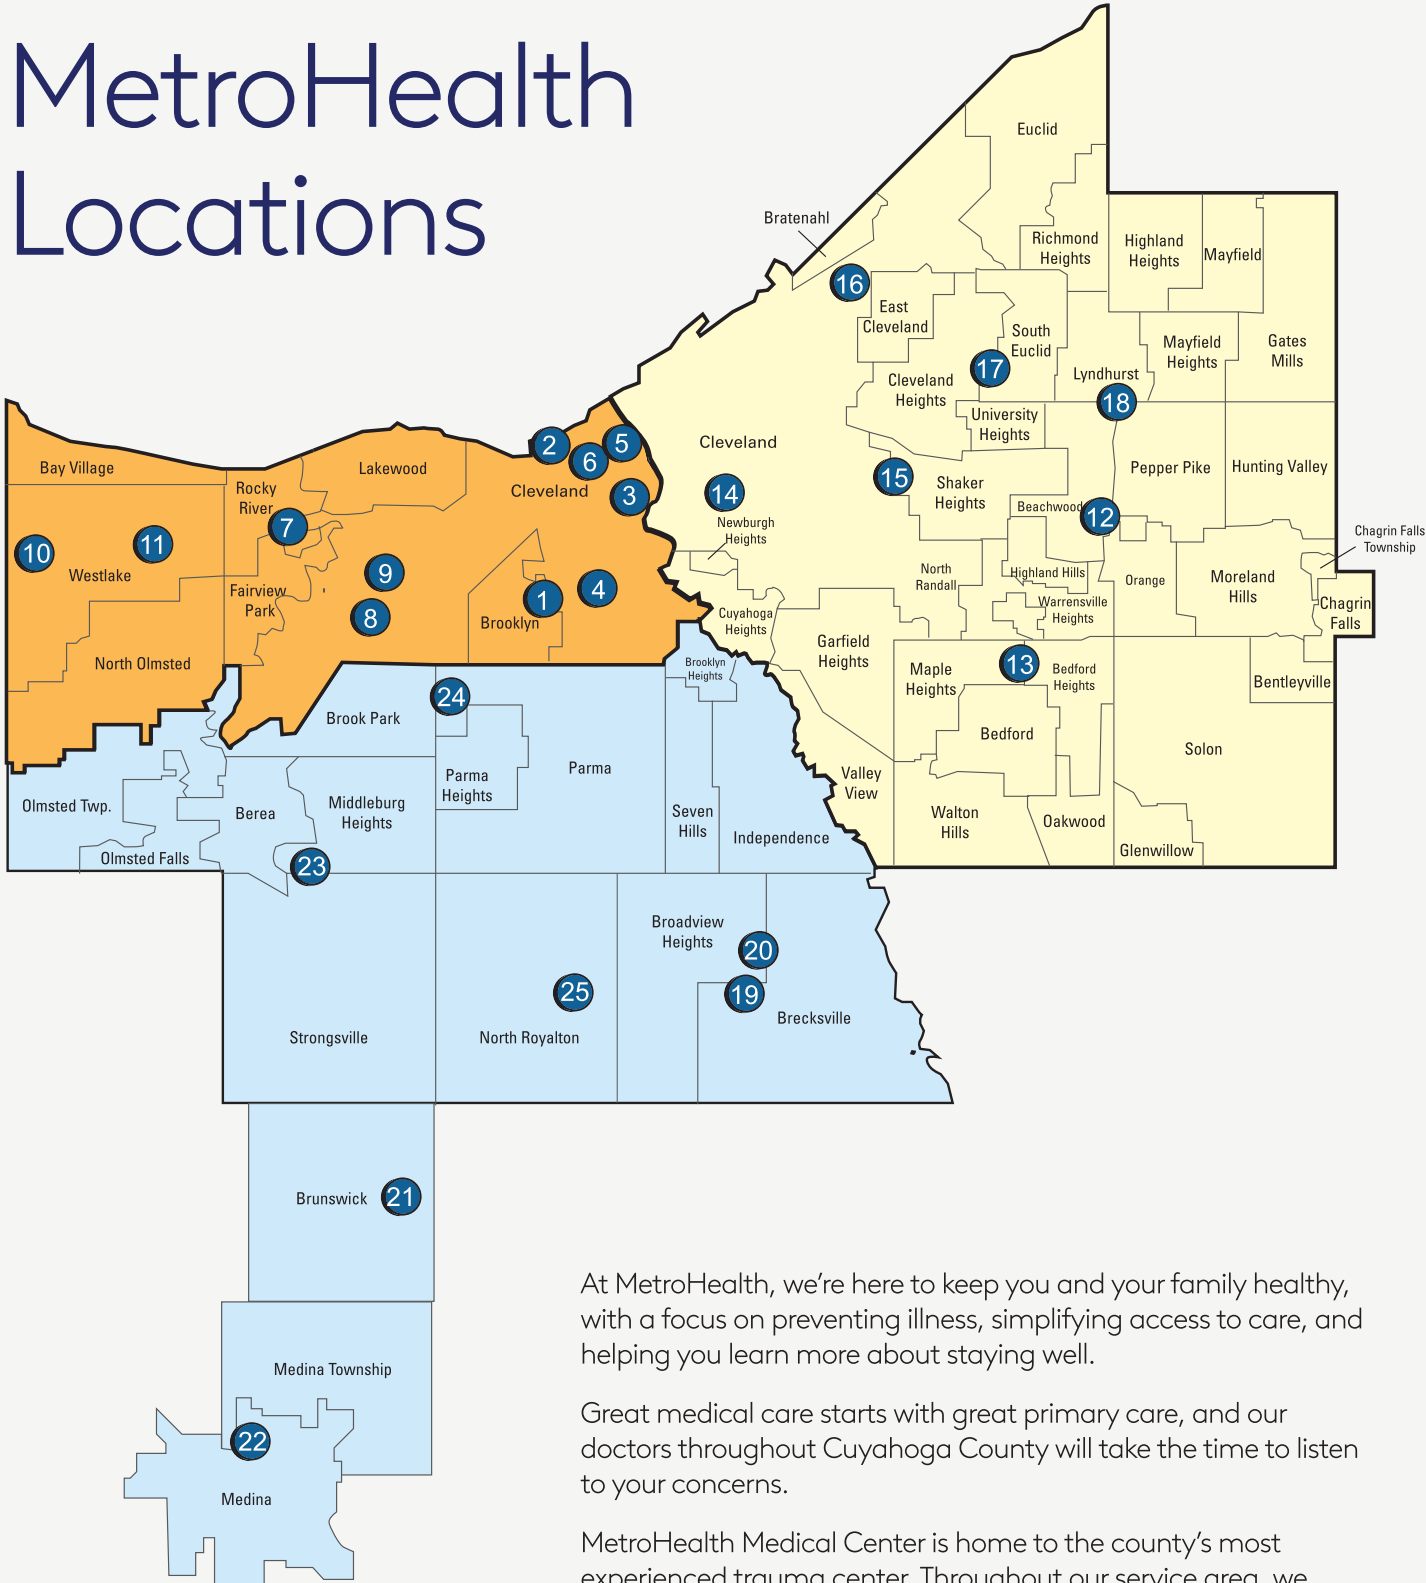 MetroHealth
Locations
Euclid
Bratenahl
Richmond
Heights
Highland
Heights
Mayfield
16
East
Cleveland
South
Euclid
Mayfield
Heights
Gates
Mills
17
Lyndhurst
Cleveland
Heights
18
University
Heights
2
5
6
Cleveland
Bay Village
Lakewood
Pepper Pike
Hunting Valley
Rocky
River
Cleveland
3
14
15
Shaker
Heights
Beachwood
12
7
Newburgh
Heights
Chagrin Falls
Township
10
11
Westlake
9
North
Randall
Highland Hills
Orange
Moreland
Hills
Fairview
Park
8
Brooklyn
1
4
Cuyahoga
Heights
Warrensville
Heights
Chagrin
Falls
Garfield
Heights
North Olmsted
Brooklyn
Heights
Maple
Heights
13
Bedford
Heights
Bentleyville
24
Brook Park
Bedford
Solon
Parma
Parma
Heights
Valley
View
Olmsted Twp.
Berea
Middleburg
Heights
Seven
Hills
Independence
Walton
Hills
Oakwood
Glenwillow
Olmsted Falls
23
Broadview
Heights
20
25
19
Brecksville
Strongsville
North Royalton
Brunswick
21
At MetroHealth, we’re here to keep you and your family healthy,
with a focus on preventing illness, simplifying access to care, and
helping you learn more about staying well.
Medina Township
Great medical care starts with great primary care, and our
doctors throughout Cuyahoga County will take the time to listen
to your concerns.
22
Medina
MetroHealth Medical Center is home to the county’s most
experienced trauma center. Throughout our service area, we